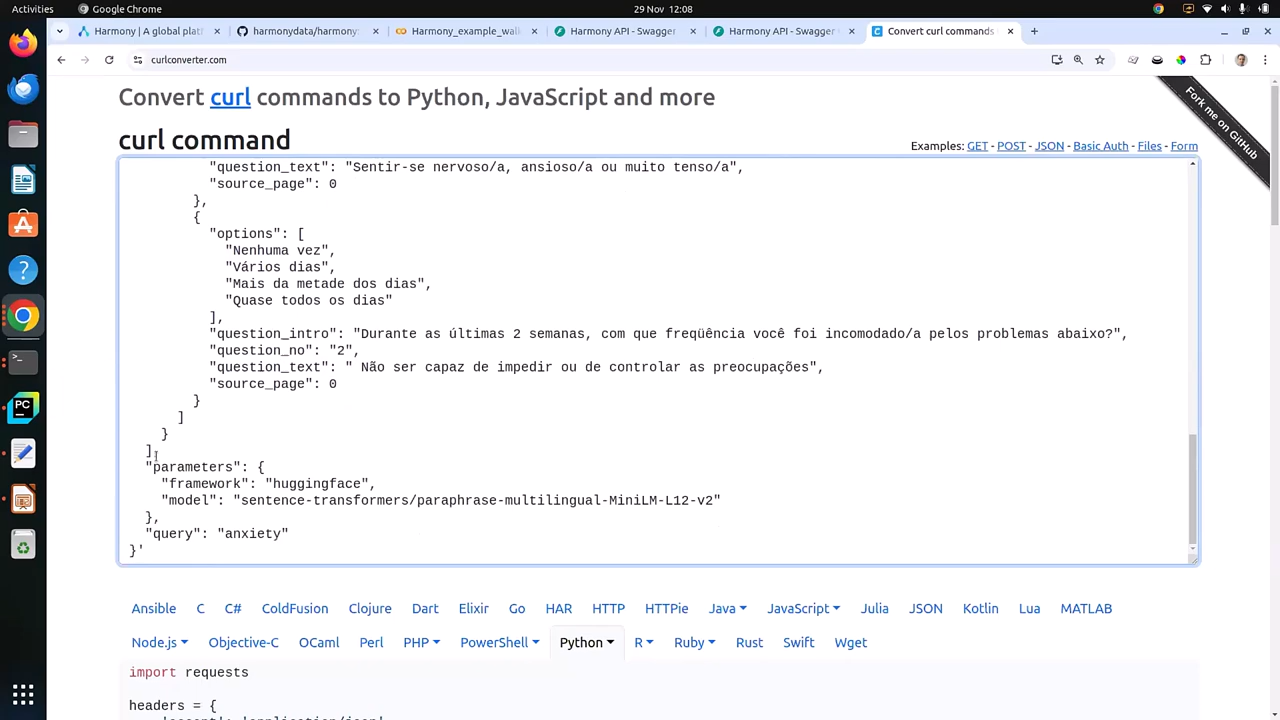 Activities
Google Chrome
29 Nov 12:08
Harmony | A global plat
harmonydata/harmony
Harmony_example_walk
Harmony API - Swagger
Harmony API - Swagger
Convert curl commands
curlconverter.com
Fork me on GitHub
Convert curl commands to Python, JavaScript and more
curl command
Examples: GET - POST - JSON - Basic Auth - Files - Form
"question_text": "Sentir-se nervoso/a, ansioso/a ou muito tenso/a",
"source_page": 0
},
{
"options": [
"Nenhuma vez",
"Vários dias",
"Mais da metade dos dias",
"Quase todos os dias"
],
"question_intro": "Durante as últimas 2 semanas, com que freqüência você foi incomodado/a pelos problemas abaixo?",
"question_no": "2",
"question_text": " Não ser capaz de impedir ou de controlar as preocupações",
"source_page": 0
}
]
}
],
"parameters": {
"framework": "huggingface",
"model": "sentence-transformers/paraphrase-multilingual-MiniLM-L12-v2"
},
"query": "anxiety"
}'
Ansible C C# ColdFusion Clojure Dart Elixir Go HAR HTTP HTTPie Java JavaScript Julia JSON Kotlin Lua MATLAB
Node.js Objective-C OCaml Perl PHP PowerShell Python R Ruby Rust Swift Wget
import requests
headers = {
'accept': 'application/json',